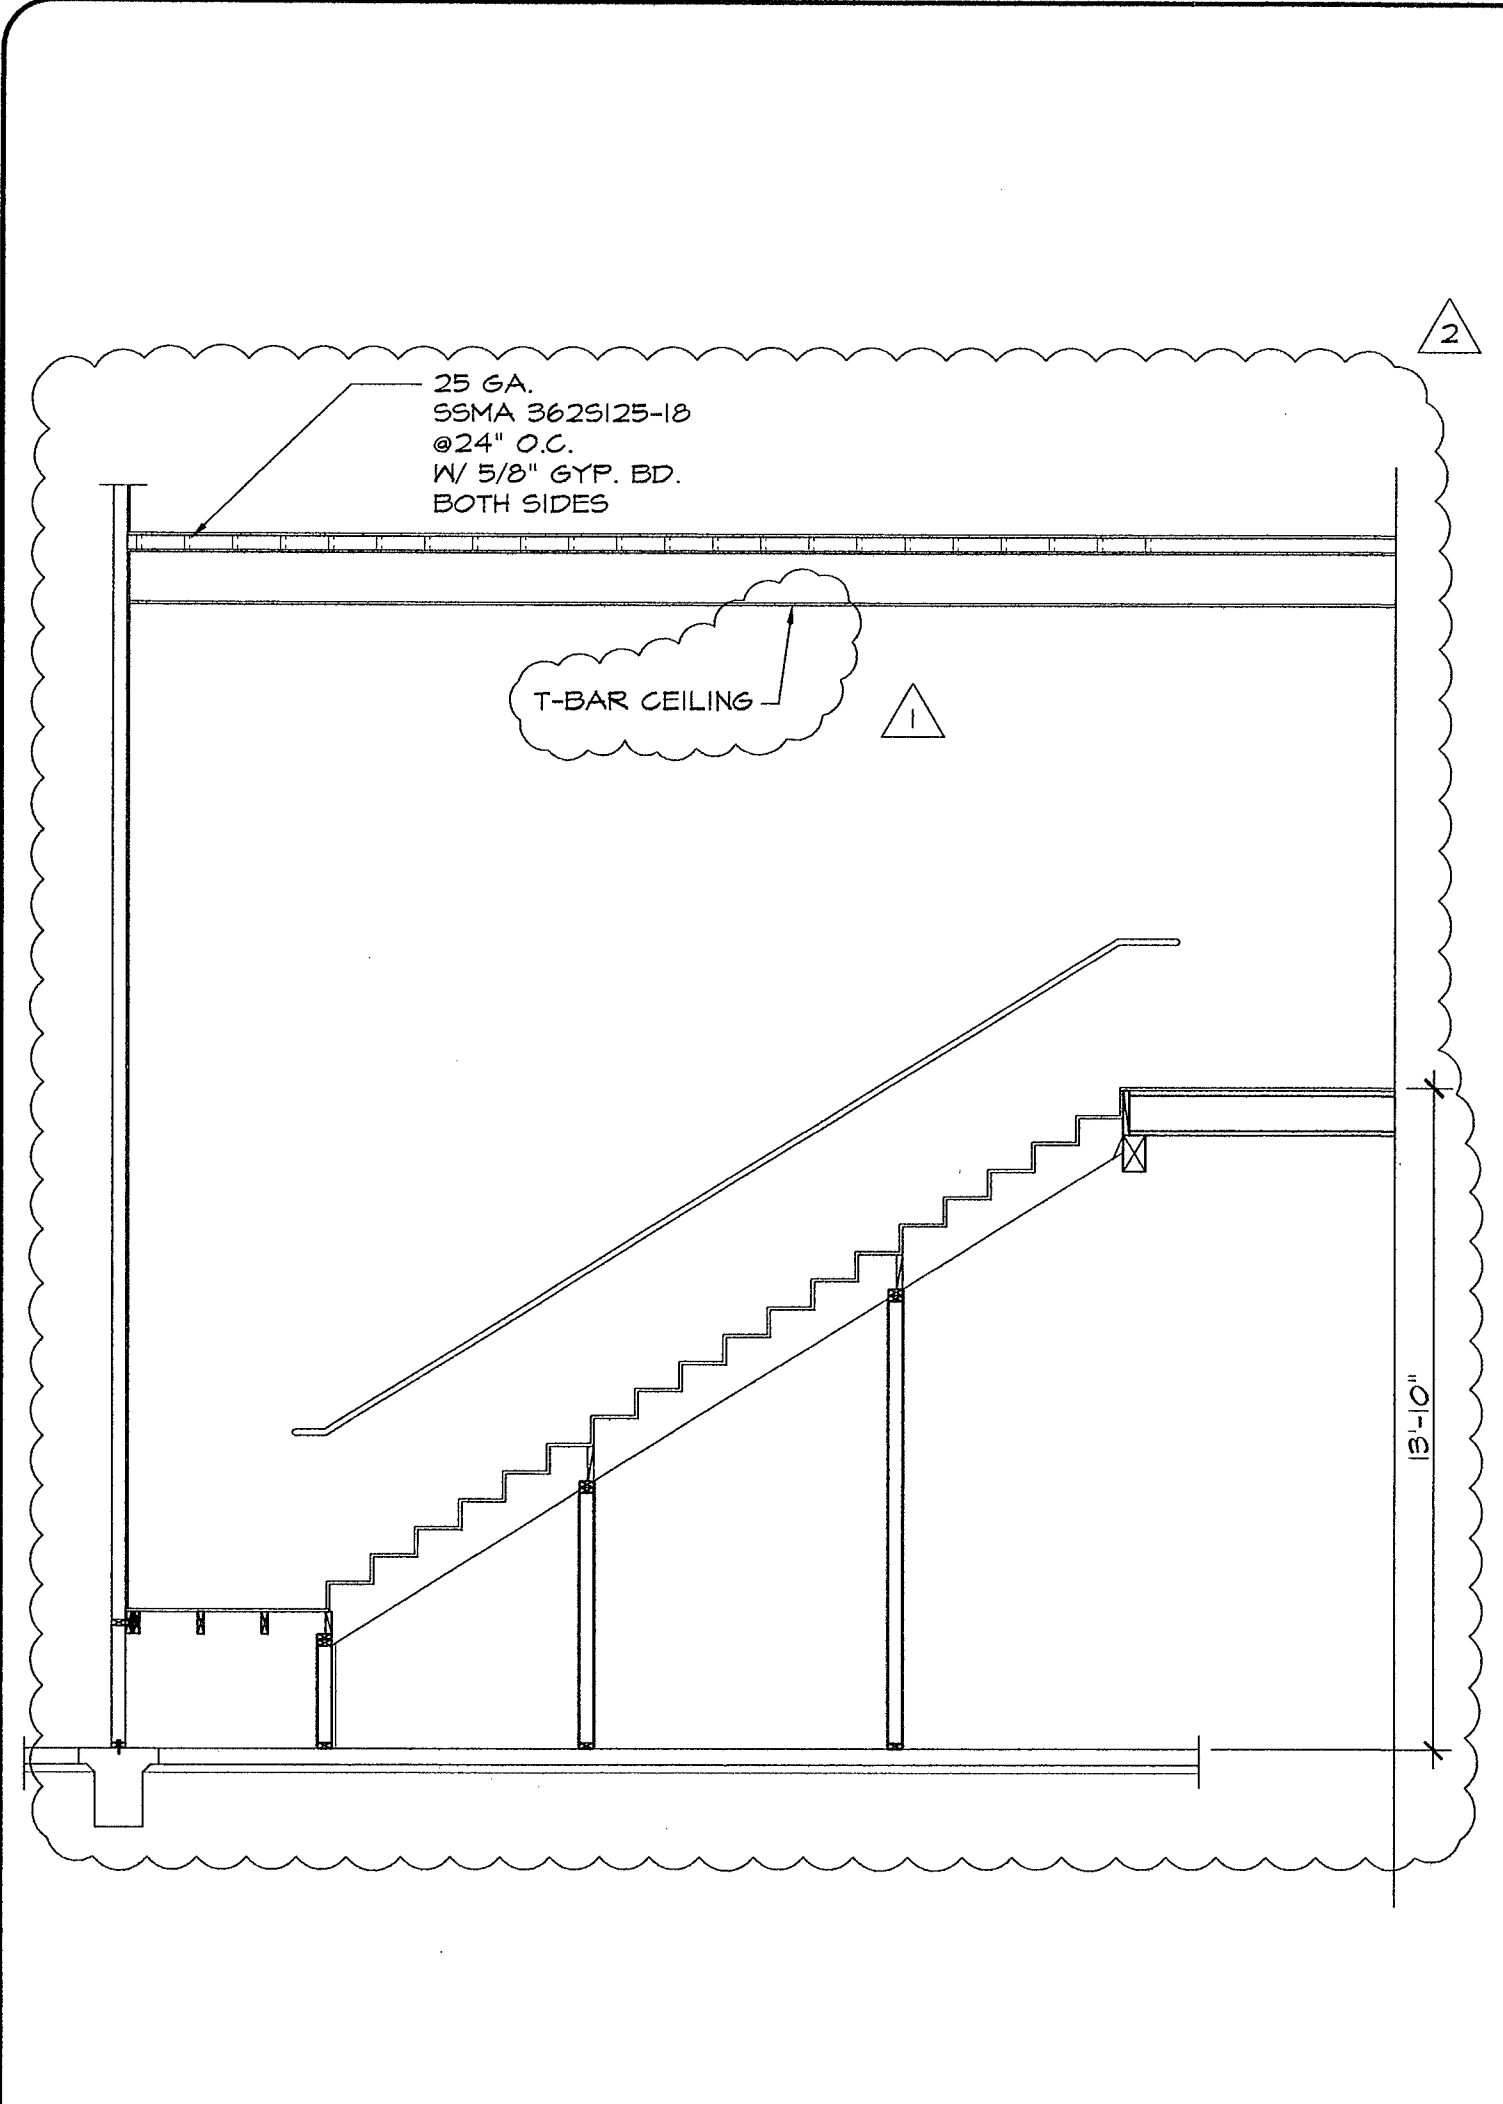 2
25 GA.
SSMA 362S125-18
@24" O.C.
W/ 5/8" GYP. BD.
BOTH SIDES
T-BAR CEILING
1
13'-10"